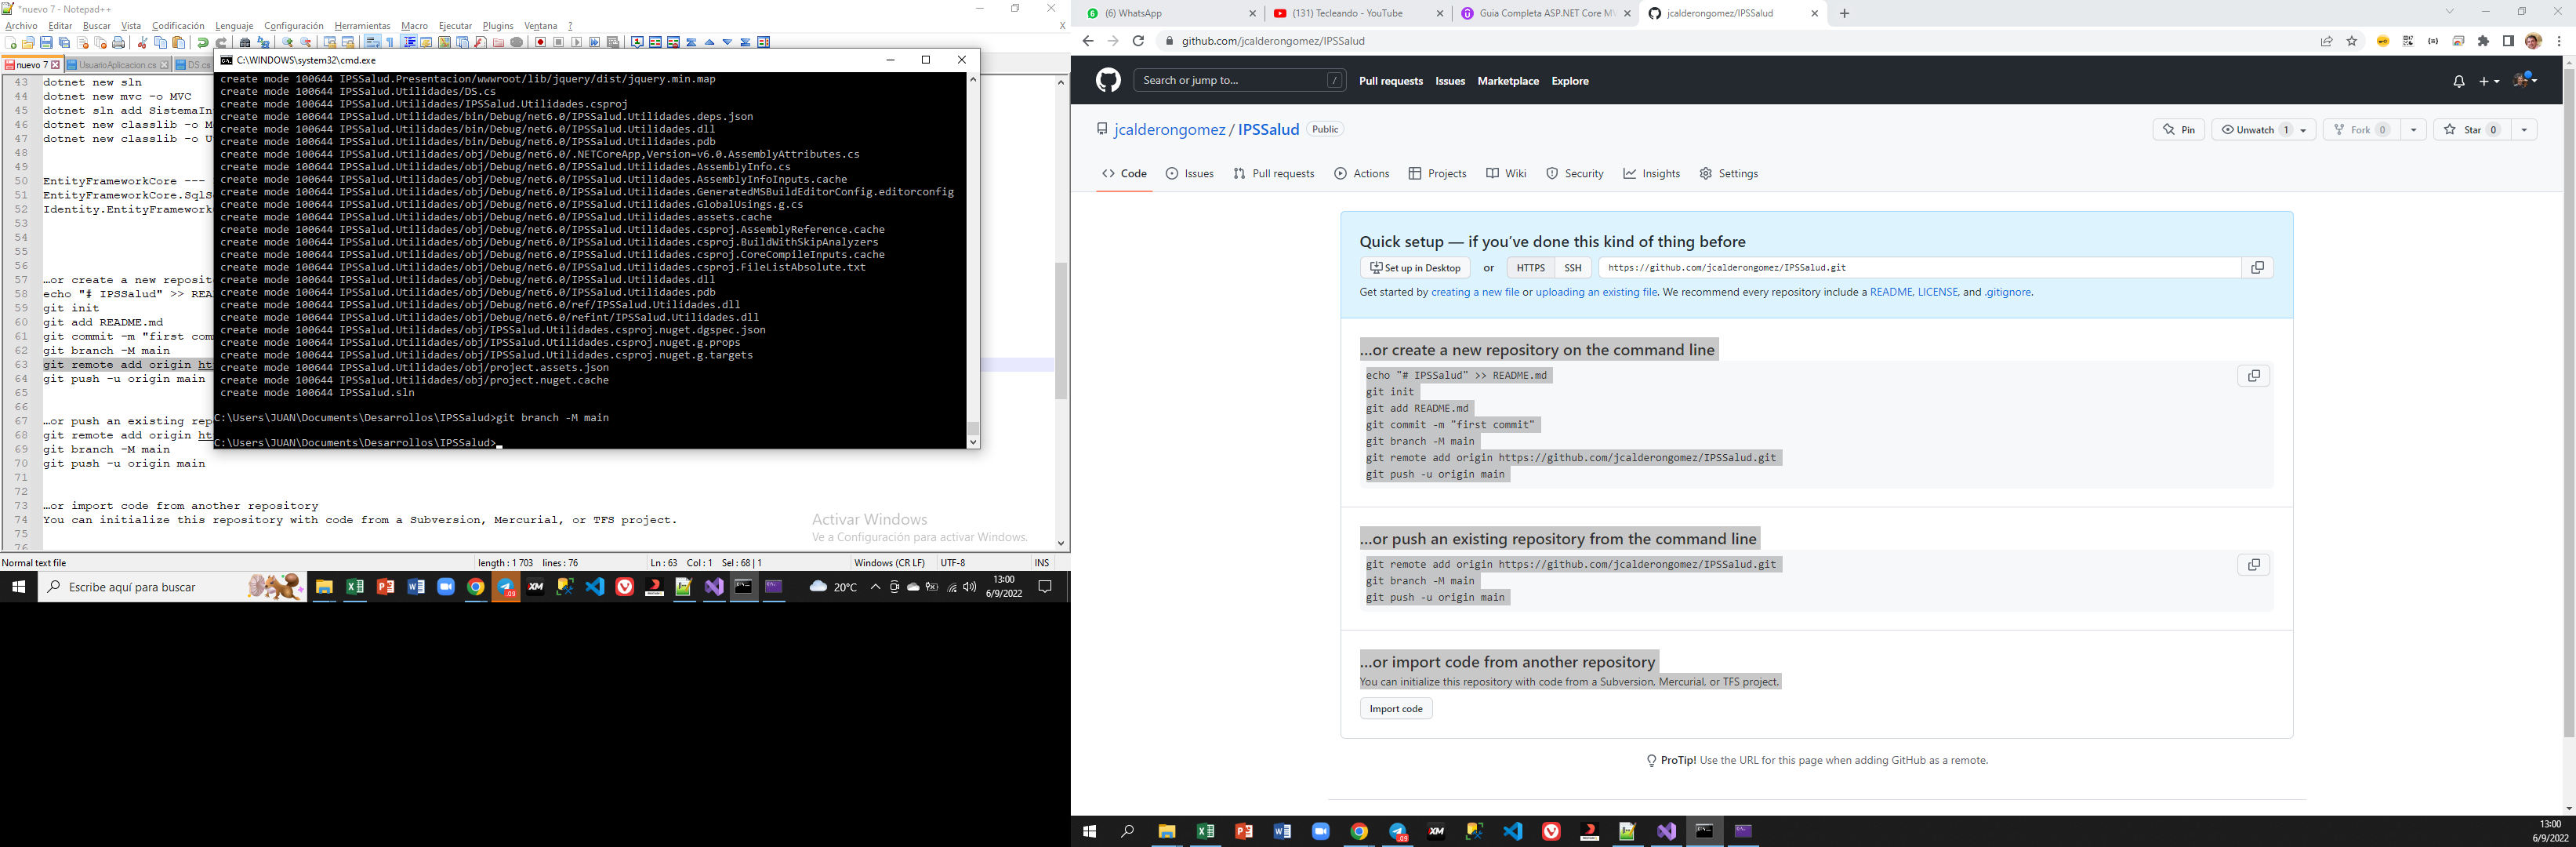 *nuevo 7 - Notepad++
Archivo Editar Buscar Vista Codificación Lenguaje Configuración Herramientas Macro Ejecutar Plugins Ventana ? X
nuevo 7 UsuarioAplicacion.cs DS.cs
43 dotnet new sln
44 dotnet new mvc -o MVC
45 dotnet sln add SistemaIn
46 dotnet new classlib -o M
47 dotnet new classlib -o U
48
49
50 EntityFrameworkCore ---
51 EntityFrameworkCore.SqlS
52 Identity.EntityFramework
53
54
55
56
57 …or create a new reposit
58 echo "# IPSSalud" >> REA
59 git init
60 git add README.md
61 git commit -m "first com
62 git branch -M main
63 git remote add origin ht
64 git push -u origin main
65
66
67 …or push an existing rep
68 git remote add origin ht
69 git branch -M main
70 git push -u origin main
71
72
73 …or import code from another repository
74 You can initialize this repository with code from a Subversion, Mercurial, or TFS project.
75
76
C:\WINDOWS\system32\cmd.exe
create mode 100644 IPSSalud.Presentacion/wwwroot/lib/jquery/dist/jquery.min.map
create mode 100644 IPSSalud.Utilidades/DS.cs
create mode 100644 IPSSalud.Utilidades/IPSSalud.Utilidades.csproj
create mode 100644 IPSSalud.Utilidades/bin/Debug/net6.0/IPSSalud.Utilidades.deps.json
create mode 100644 IPSSalud.Utilidades/bin/Debug/net6.0/IPSSalud.Utilidades.dll
create mode 100644 IPSSalud.Utilidades/bin/Debug/net6.0/IPSSalud.Utilidades.pdb
create mode 100644 IPSSalud.Utilidades/obj/Debug/net6.0/.NETCoreApp,Version=v6.0.AssemblyAttributes.cs
create mode 100644 IPSSalud.Utilidades/obj/Debug/net6.0/IPSSalud.Utilidades.AssemblyInfo.cs
create mode 100644 IPSSalud.Utilidades/obj/Debug/net6.0/IPSSalud.Utilidades.AssemblyInfoInputs.cache
create mode 100644 IPSSalud.Utilidades/obj/Debug/net6.0/IPSSalud.Utilidades.GeneratedMSBuildEditorConfig.editorconfig
create mode 100644 IPSSalud.Utilidades/obj/Debug/net6.0/IPSSalud.Utilidades.GlobalUsings.g.cs
create mode 100644 IPSSalud.Utilidades/obj/Debug/net6.0/IPSSalud.Utilidades.assets.cache
create mode 100644 IPSSalud.Utilidades/obj/Debug/net6.0/IPSSalud.Utilidades.csproj.AssemblyReference.cache
create mode 100644 IPSSalud.Utilidades/obj/Debug/net6.0/IPSSalud.Utilidades.csproj.BuildWithSkipAnalyzers
create mode 100644 IPSSalud.Utilidades/obj/Debug/net6.0/IPSSalud.Utilidades.csproj.CoreCompileInputs.cache
create mode 100644 IPSSalud.Utilidades/obj/Debug/net6.0/IPSSalud.Utilidades.csproj.FileListAbsolute.txt
create mode 100644 IPSSalud.Utilidades/obj/Debug/net6.0/IPSSalud.Utilidades.dll
create mode 100644 IPSSalud.Utilidades/obj/Debug/net6.0/IPSSalud.Utilidades.pdb
create mode 100644 IPSSalud.Utilidades/obj/Debug/net6.0/ref/IPSSalud.Utilidades.dll
create mode 100644 IPSSalud.Utilidades/obj/Debug/net6.0/refint/IPSSalud.Utilidades.dll
create mode 100644 IPSSalud.Utilidades/obj/IPSSalud.Utilidades.csproj.nuget.dgspec.json
create mode 100644 IPSSalud.Utilidades/obj/IPSSalud.Utilidades.csproj.nuget.g.props
create mode 100644 IPSSalud.Utilidades/obj/IPSSalud.Utilidades.csproj.nuget.g.targets
create mode 100644 IPSSalud.Utilidades/obj/project.assets.json
create mode 100644 IPSSalud.Utilidades/obj/project.nuget.cache
create mode 100644 IPSSalud.sln
C:\Users\JUAN\Documents\Desarrollos\IPSSalud>git branch -M main
C:\Users\JUAN\Documents\Desarrollos\IPSSalud>
Activar Windows
Ve a Configuración para activar Windows.
Normal text file length : 1 703 lines : 76 Ln : 63 Col : 1 Sel : 68 | 1 Windows (CR LF) UTF-8 INS
Escribe aquí para buscar 20°C 13:00
6/9/2022
(6) WhatsApp (131) Tecleando - YouTube Guia Completa ASP.NET Core MV jcalderongomez/IPSSalud
github.com/jcalderongomez/IPSSalud
Search or jump to... / Pull requests Issues Marketplace Explore
jcalderongomez / IPSSalud Public Pin Unwatch 1 Fork 0 Star 0
Code Issues Pull requests Actions Projects Wiki Security Insights Settings
Quick setup — if you’ve done this kind of thing before
Set up in Desktop or HTTPS SSH https://github.com/jcalderongomez/IPSSalud.git
Get started by creating a new file or uploading an existing file. We recommend every repository include a README, LICENSE, and .gitignore.
…or create a new repository on the command line
echo "# IPSSalud" >> README.md
git init
git add README.md
git commit -m "first commit"
git branch -M main
git remote add origin https://github.com/jcalderongomez/IPSSalud.git
git push -u origin main
…or push an existing repository from the command line
git remote add origin https://github.com/jcalderongomez/IPSSalud.git
git branch -M main
git push -u origin main
…or import code from another repository
You can initialize this repository with code from a Subversion, Mercurial, or TFS project.
Import code
ProTip! Use the URL for this page when adding GitHub as a remote.
13:00
6/9/2022